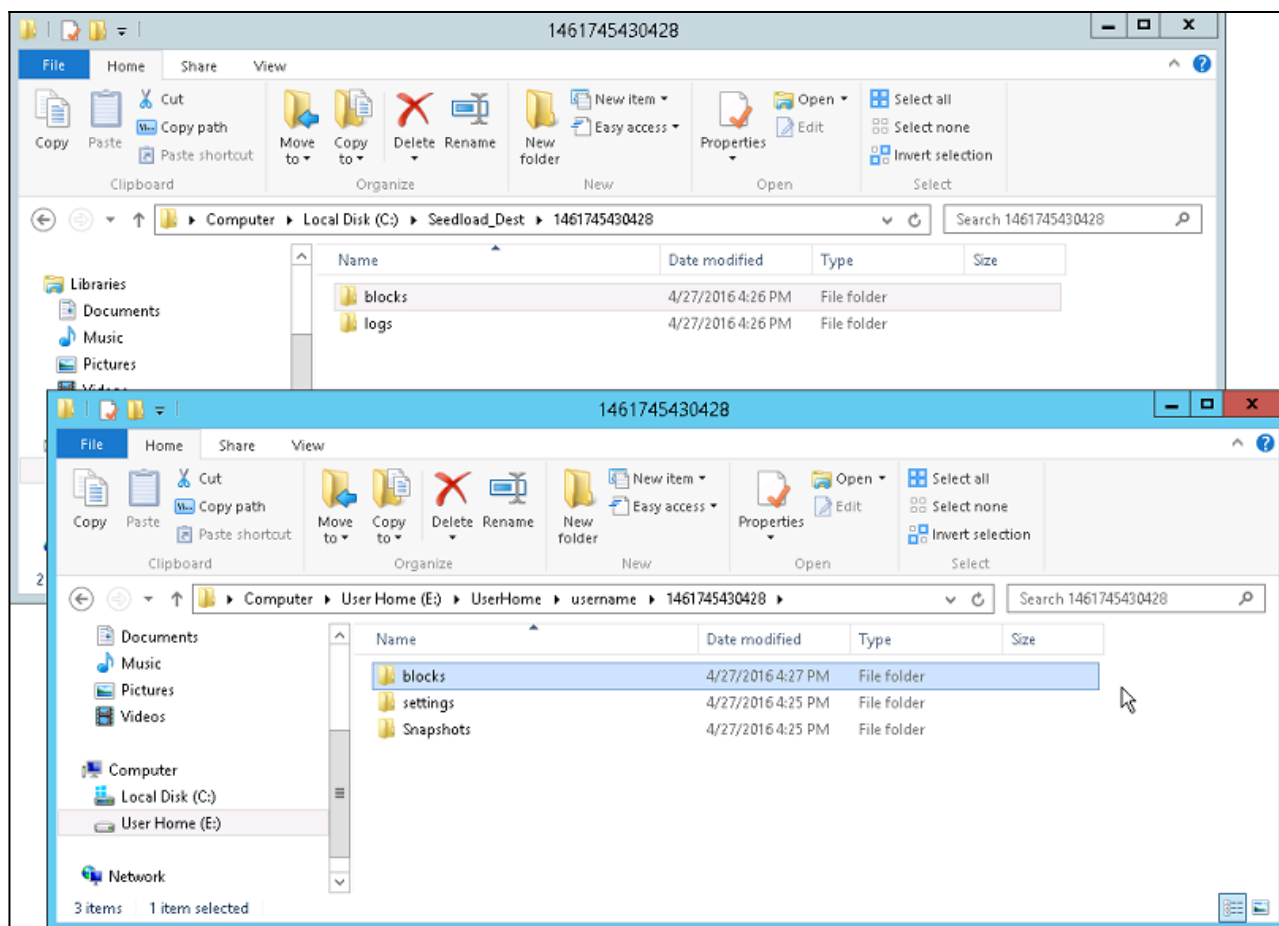 1461745430428
File Home Share View
Copy Paste Cut Copy path Paste shortcut Move to Copy to Delete Rename New folder New item Easy access Properties Open Edit Select all Select none Invert selection
Clipboard Organize New Open Select
Computer Local Disk (C:) Seedload_Dest 1461745430428 Search 1461745430428
Name Date modified Type Size
Libraries
blocks 4/27/2016 4:26 PM File folder
Documents
logs 4/27/2016 4:26 PM File folder
Music
Pictures
Videos
1461745430428
File Home Share View
Copy Paste Cut Copy path Paste shortcut Move to Copy to Delete Rename New folder New item Easy access Properties Open Edit Select all Select none Invert selection
Clipboard Organize New Open Select
2
Computer User Home (E:) UserHome username 1461745430428 Search 1461745430428
Documents Name Date modified Type Size
Music
blocks 4/27/2016 4:27 PM File folder
Pictures
settings 4/27/2016 4:25 PM File folder
Videos
Snapshots 4/27/2016 4:25 PM File folder
Computer
Local Disk (C:)
User Home (E:)
Network
3 items 1 item selected